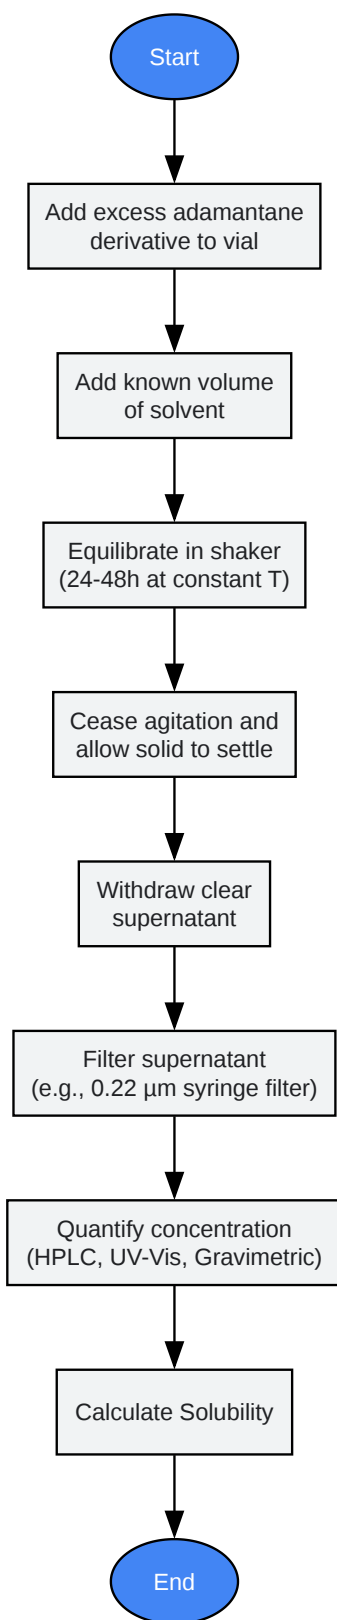 Start
Add excess adamantane
derivative to vial
Add known volume
of solvent
Equilibrate in shaker
(24-48h at constant T)
Cease agitation and
allow solid to settle
Withdraw clear
supernatant
Filter supernatant
(e.g., 0.22 µm syringe filter)
Quantify concentration
(HPLC, UV-Vis, Gravimetric)
Calculate Solubility
End